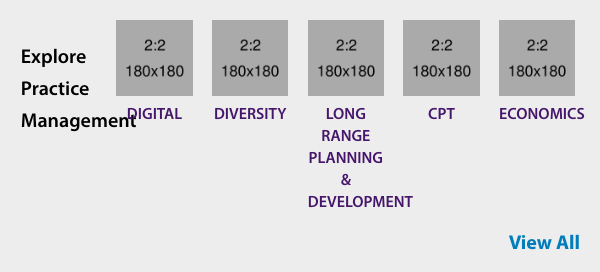 Explore
Practice
Management
2:2
180x180
DIGITAL
2:2
180x180
DIVERSITY
2:2
180x180
LONG
RANGE
PLANNING
&
DEVELOPMENT
2:2
180x180
CPT
2:2
180x180
ECONOMICS
View All